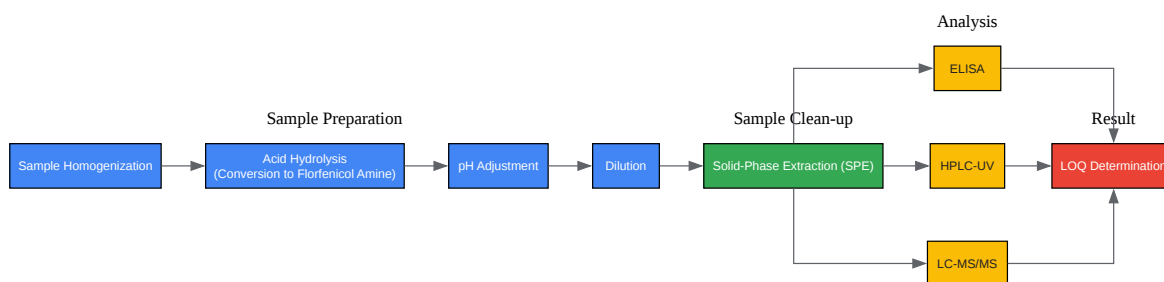 Analysis
ELISA
Sample Preparation
Sample Clean-up
Result
Sample Homogenization
Acid Hydrolysis
(Conversion to Florfenicol Amine)
pH Adjustment
Dilution
Solid-Phase Extraction (SPE)
HPLC-UV
LOQ Determination
LC-MS/MS